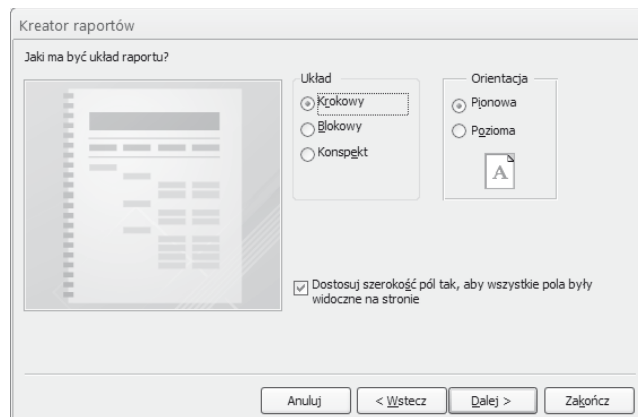 Kreator raportów
Jaki ma być układ raportu?
Układ
Krokowy
Blokowy
Konspekt
Orientacja
Pionowa
Pozioma
A
Dostosuj szerokość pól tak, aby wszystkie pola były
widoczne na stronie
Anuluj
< Wstecz
Dalej >
Zakończ